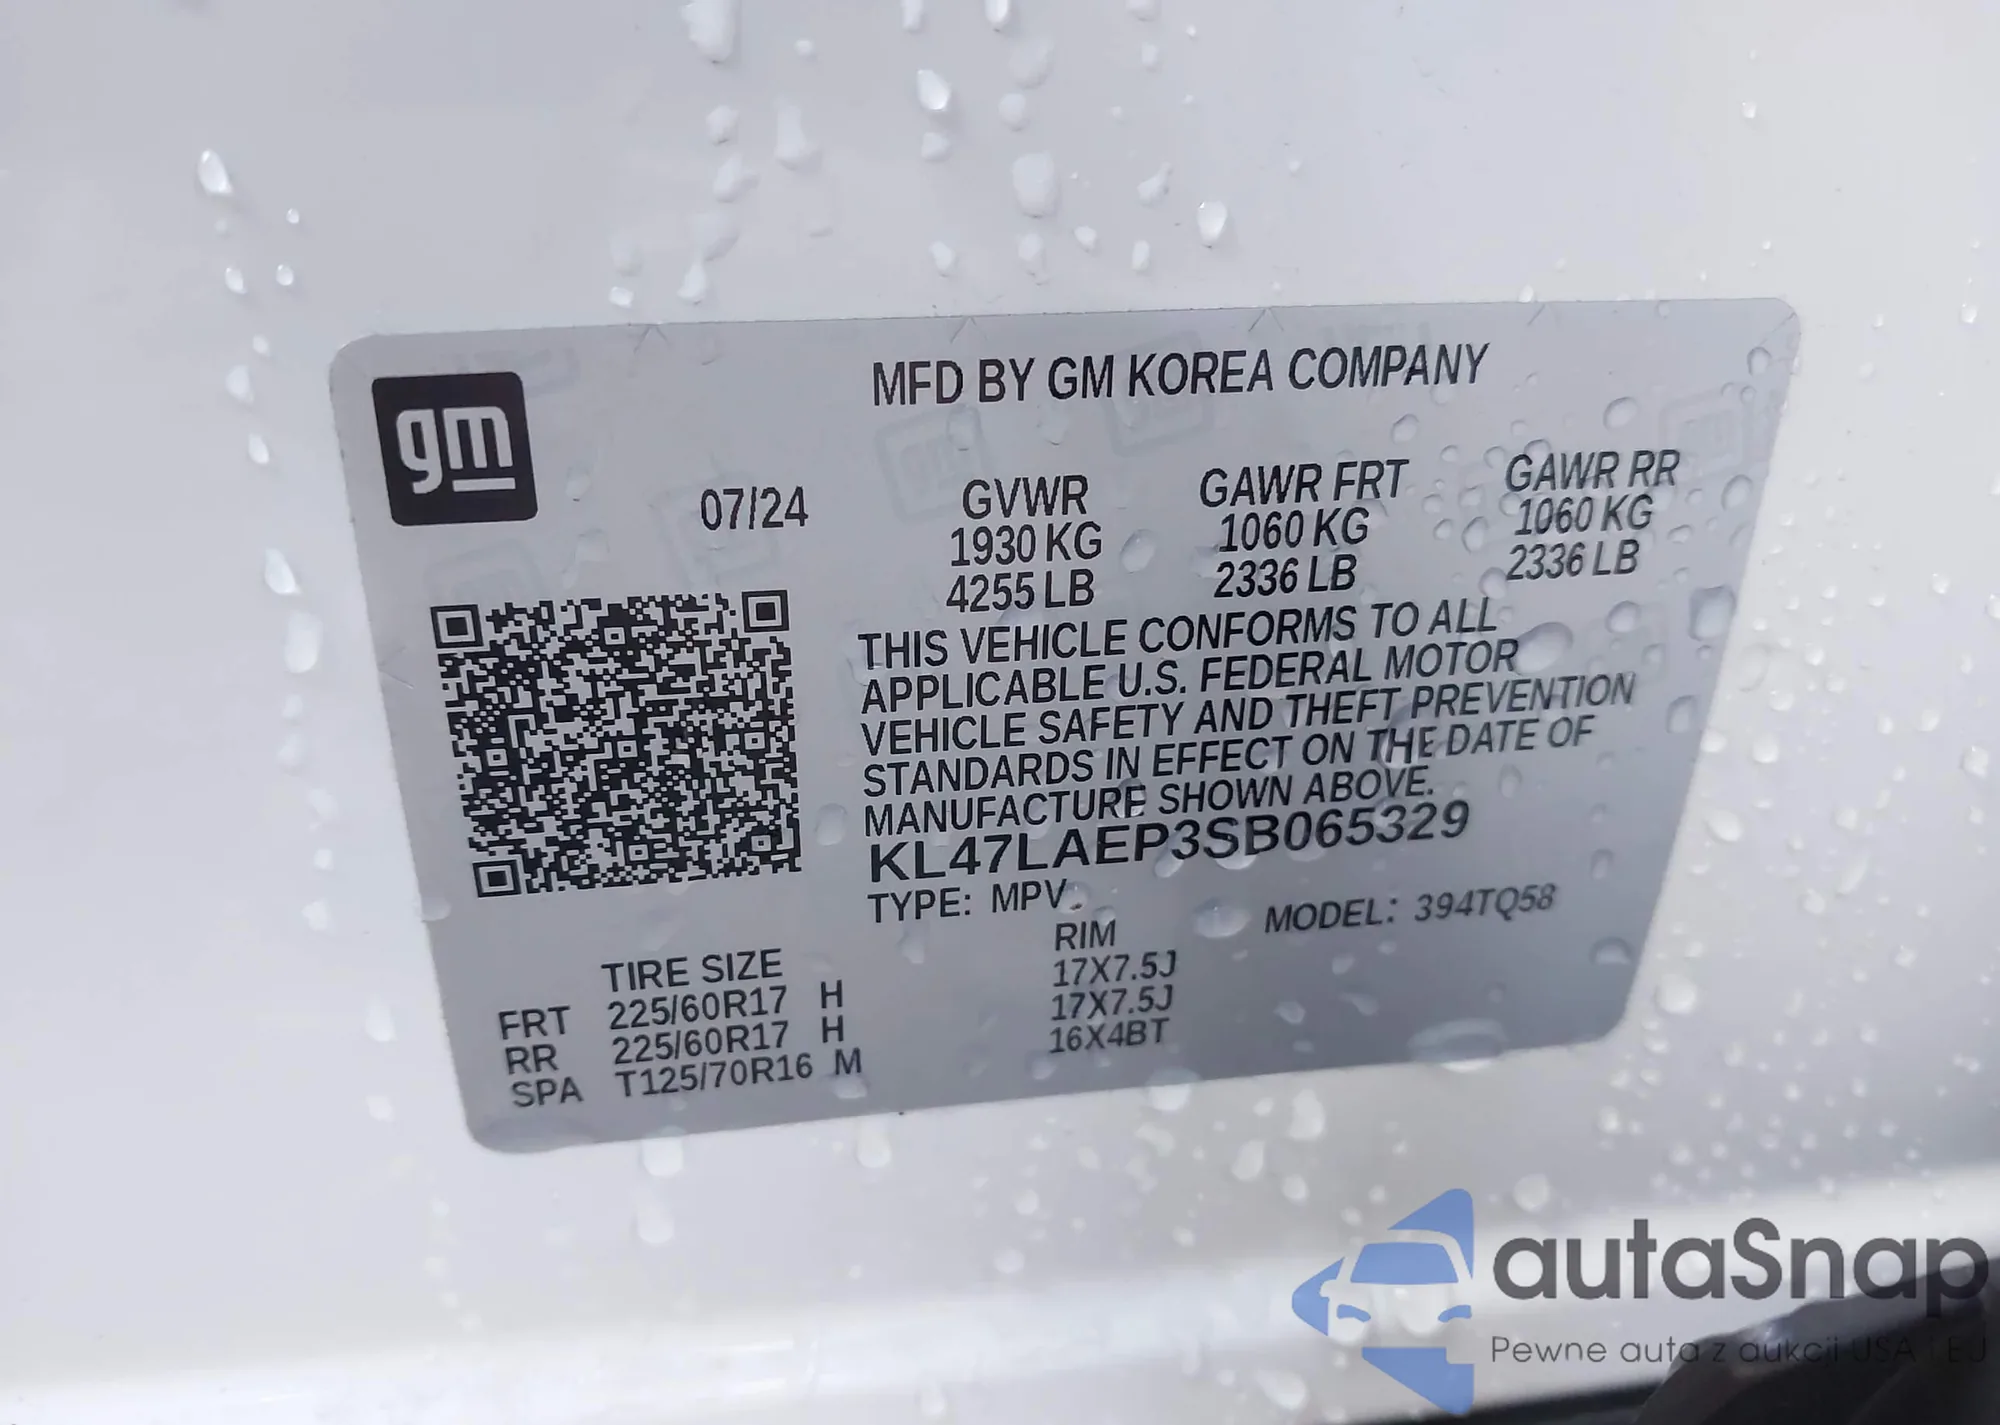 gm
MFD BY GM KOREA COMPANY
07/24
GVWR
1930 KG
4255 LB
GAWR FRT
1060 KG
2336 LB
GAWR RR
1060 KG
2336 LB
THIS VEHICLE CONFORMS TO ALL
APPLICABLE U.S. FEDERAL MOTOR
VEHICLE SAFETY AND THEFT PREVENTION
STANDARDS IN EFFECT ON THE DATE OF
MANUFACTURE SHOWN ABOVE.
KL47LAEP3SB065329
TYPE: MPV
MODEL: 394TQ58
TIRE SIZE RIM
FRT 225/60R17 H 17X7.5J
RR 225/60R17 H 17X7.5J
SPA T125/70R16 M 16X4BT
autaSnap
Pewne auta z aukcji USA i EU